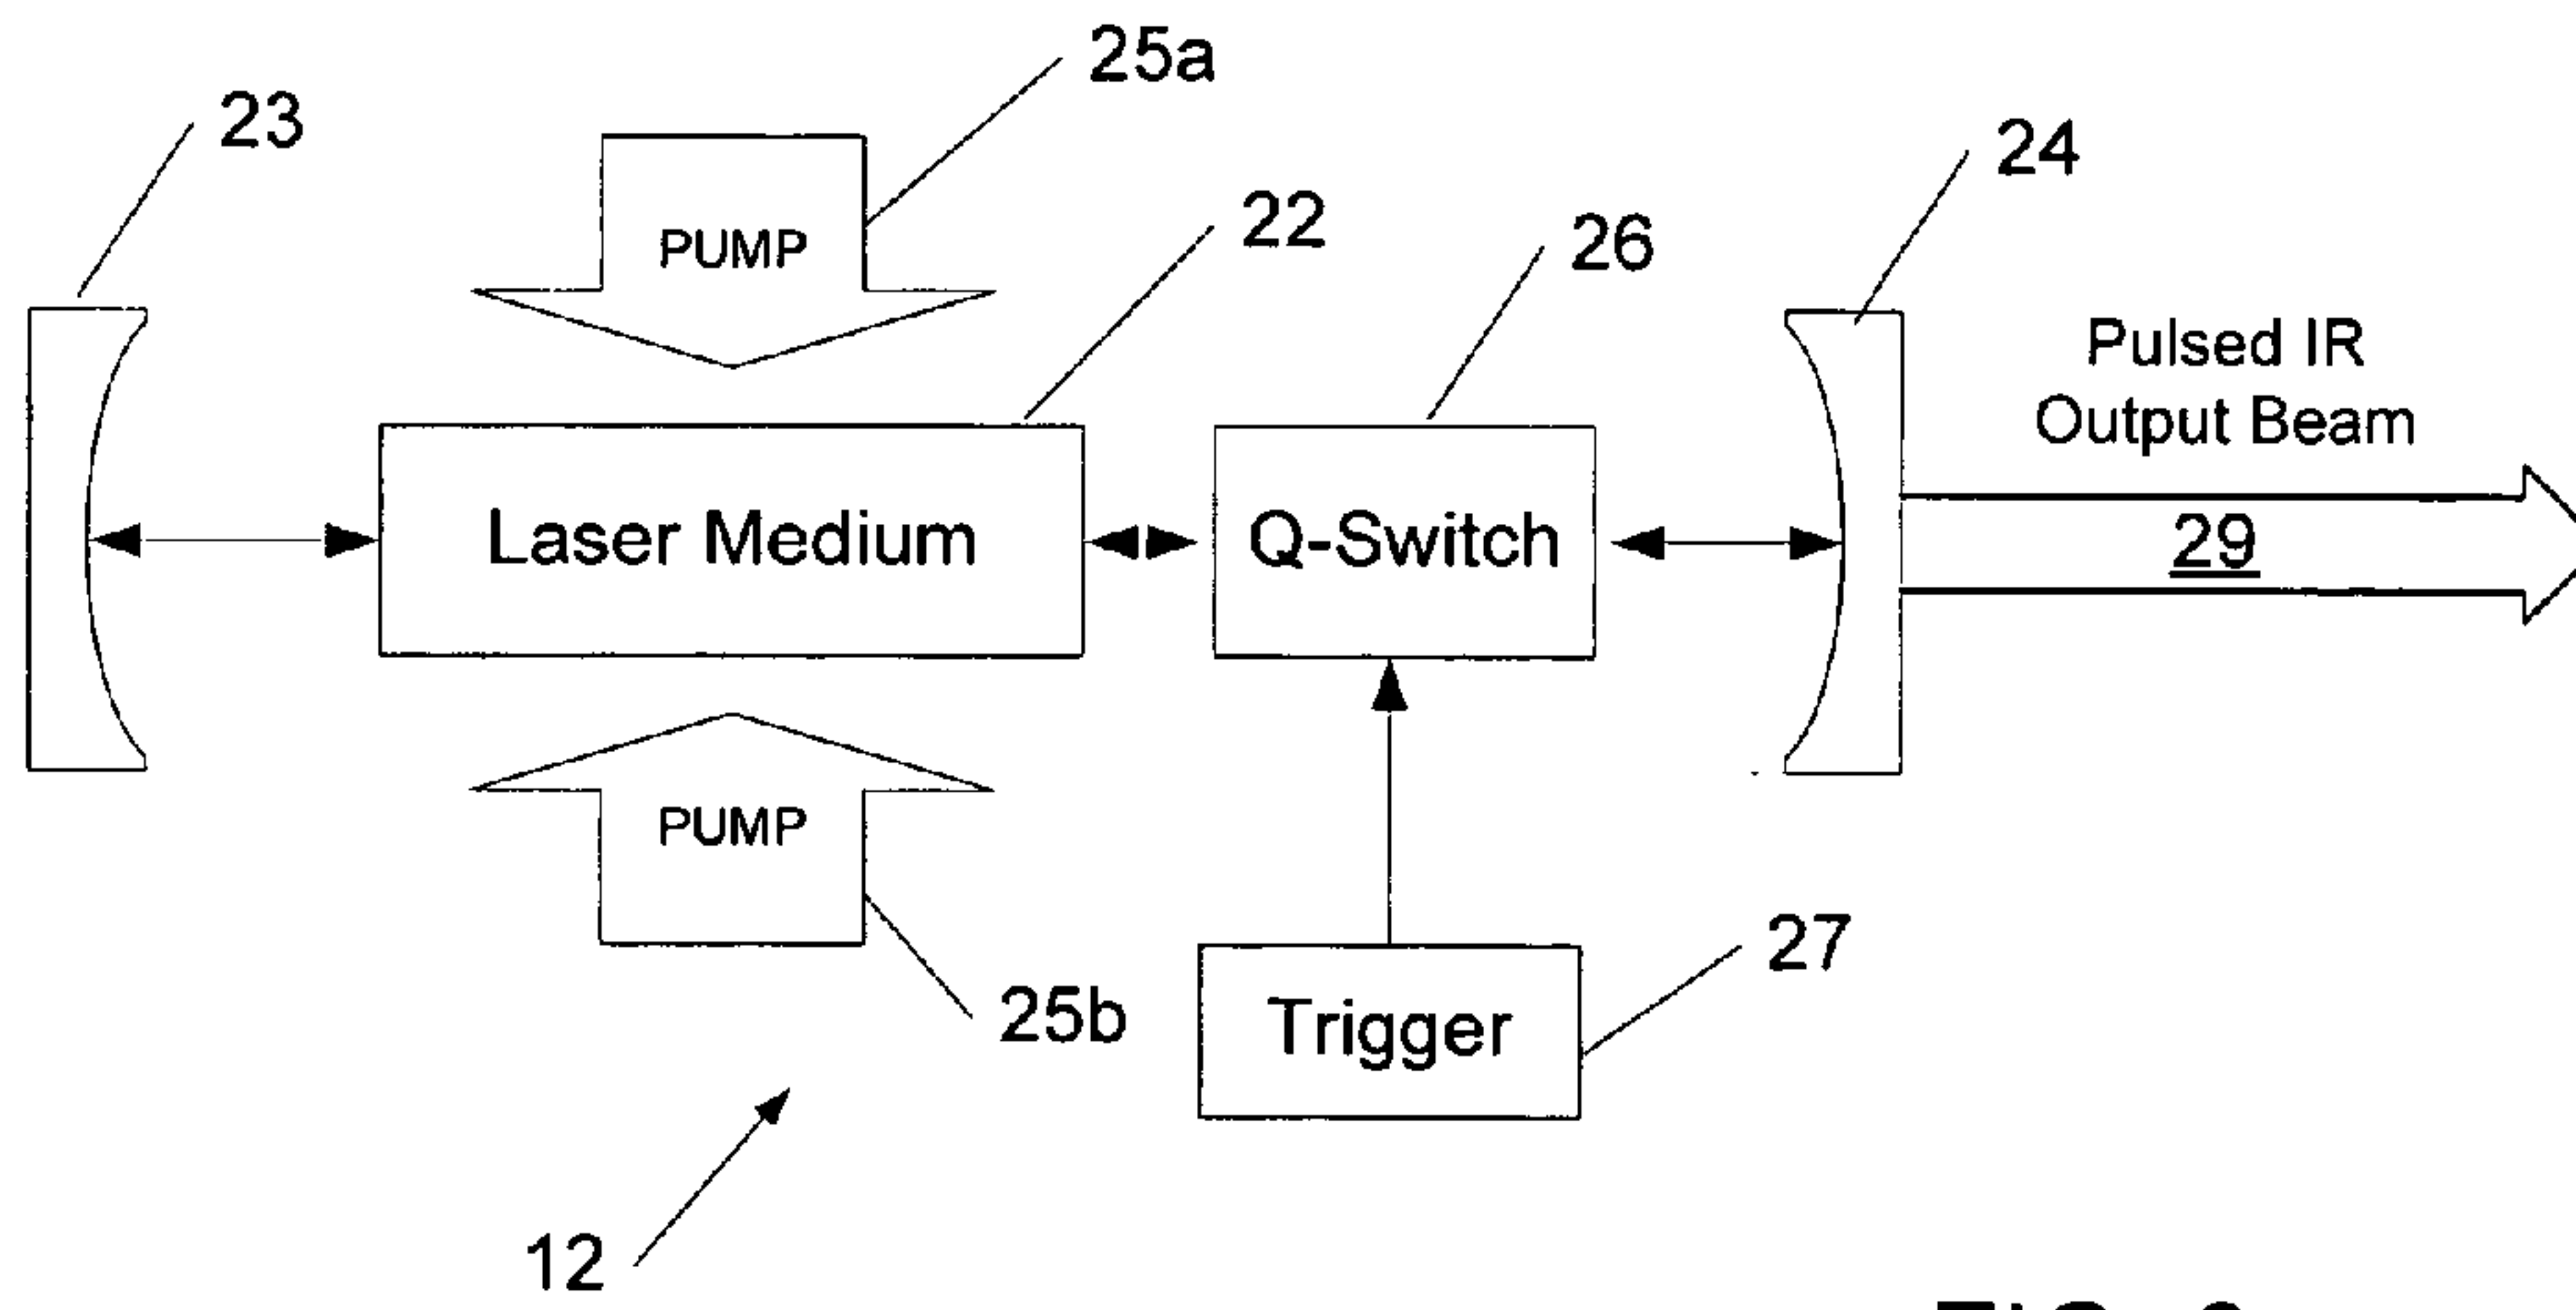 25a
23
24
PUMP
22
26
Pulsed IR
Output Beam
Laser Medium
Q-Switch
29
PUMP
27
25b
Trigger
12